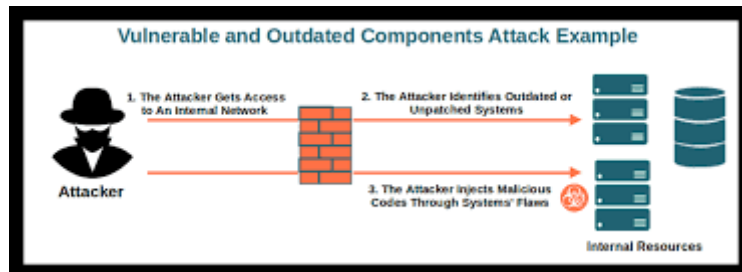 Vulnerable and Outdated Components Attack Example
1. The Attacker Gets Access
to An Internal Network
2. The Attacker Identifies Outdated or
Unpatched Systems
Attacker
3. The Attacker Injects Malicious
Codes Through Systems' Flaws
Internal Resources